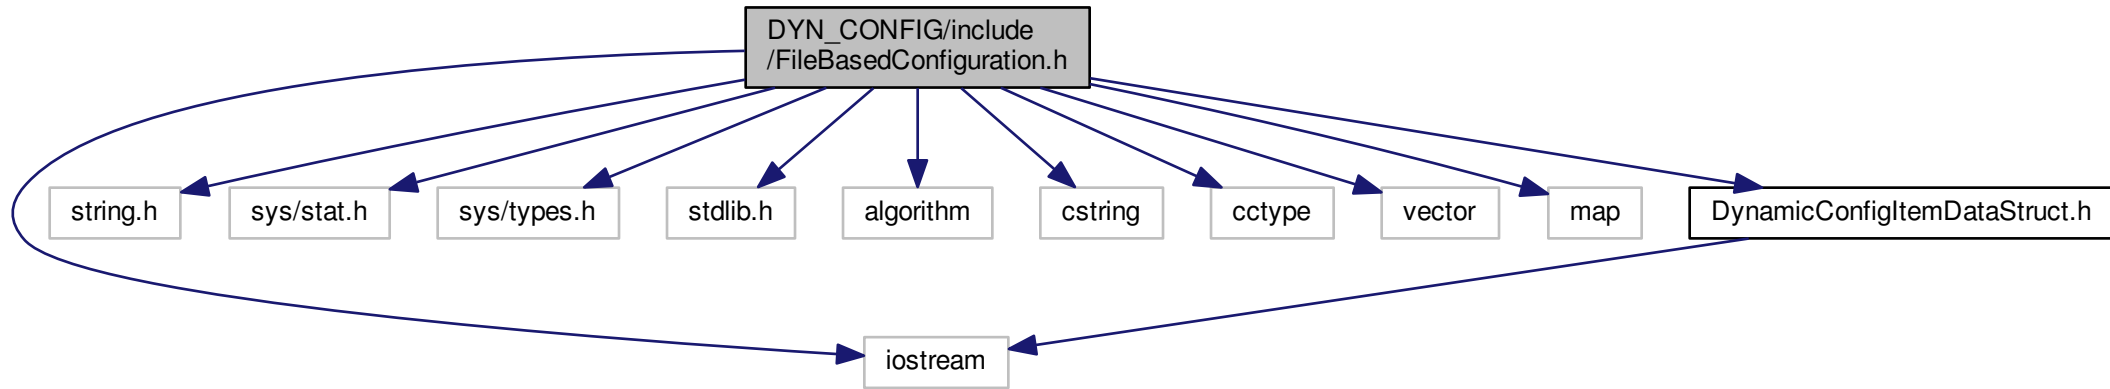 DYN_CONFIG/include
/FileBasedConfiguration.h
string.h
sys/stat.h
sys/types.h
stdlib.h
algorithm
cstring
cctype
vector
map
DynamicConfigItemDataStruct.h
iostream